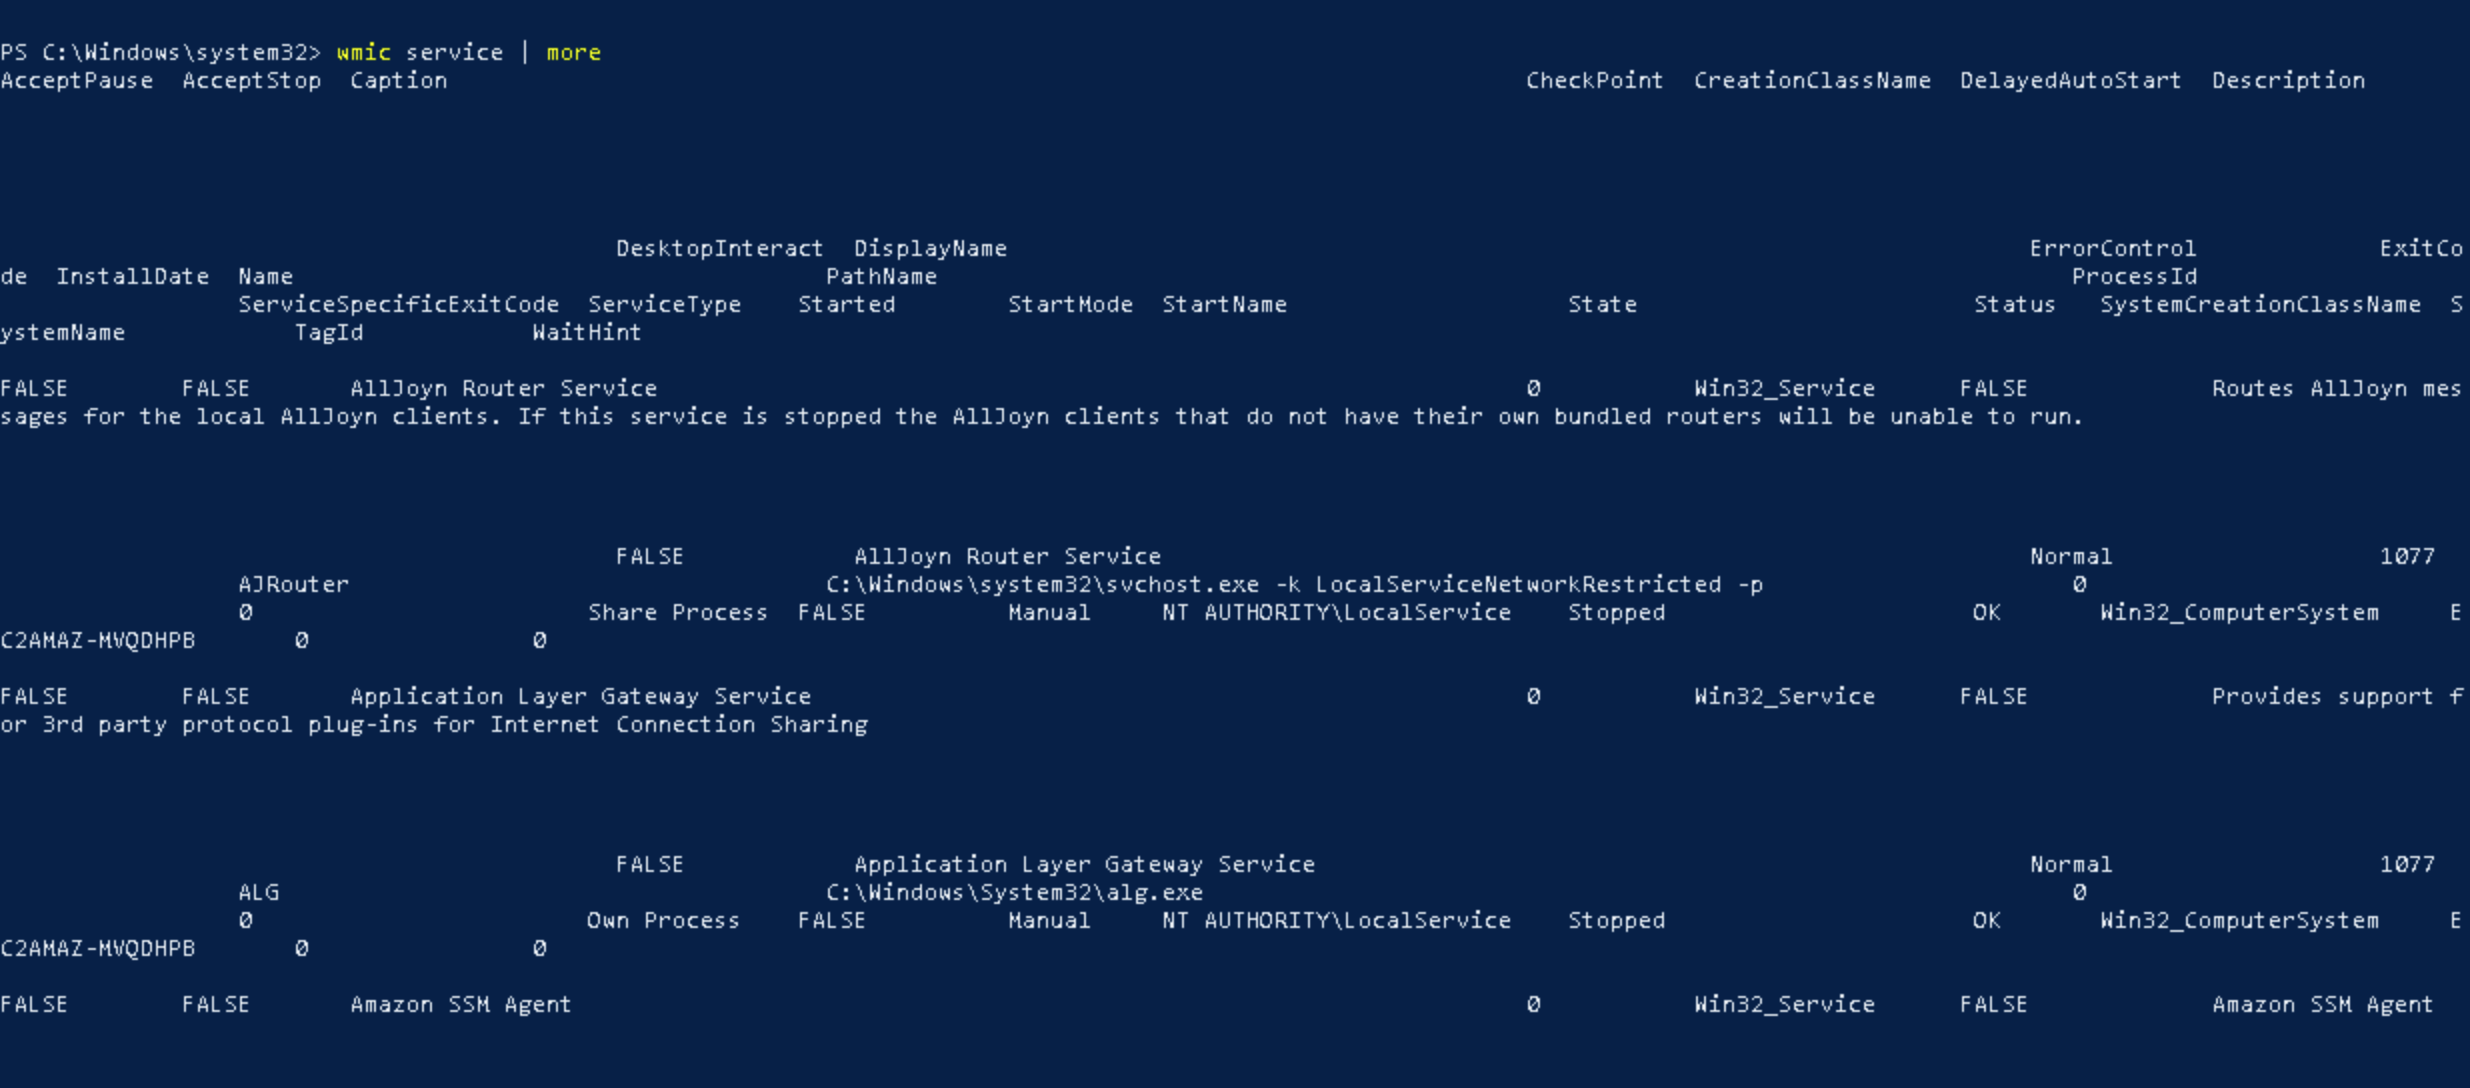 PS C:\Windows\system32> wmic service | more
AcceptPause  AcceptStop  Caption  CheckPoint  CreationClassName  DelayedAutoStart  Description
DesktopInteract  DisplayName  ErrorControl  ExitCo
de  InstallDate  Name  PathName  ProcessId
ServiceSpecificExitCode  ServiceType  Started  StartMode  StartName  State  Status  SystemCreationClassName  S
ystemName  TagId  WaitHint
FALSE  FALSE  AllJoyn Router Service  0  Win32_Service  FALSE  Routes AllJoyn mes
sages for the local AllJoyn clients. If this service is stopped the AllJoyn clients that do not have their own bundled routers will be unable to run.
FALSE  AllJoyn Router Service  Normal  1077
AJRouter  C:\Windows\system32\svchost.exe -k LocalServiceNetworkRestricted -p  0
0  Share Process  FALSE  Manual  NT AUTHORITY\LocalService  Stopped  OK  Win32_ComputerSystem  E
C2AMAZ-MVQDHPB  0  0
FALSE  FALSE  Application Layer Gateway Service  0  Win32_Service  FALSE  Provides support f
or 3rd party protocol plug-ins for Internet Connection Sharing
FALSE  Application Layer Gateway Service  Normal  1077
ALG  C:\Windows\System32\alg.exe  0
0  Own Process  FALSE  Manual  NT AUTHORITY\LocalService  Stopped  OK  Win32_ComputerSystem  E
C2AMAZ-MVQDHPB  0  0
FALSE  FALSE  Amazon SSM Agent  0  Win32_Service  FALSE  Amazon SSM Agent